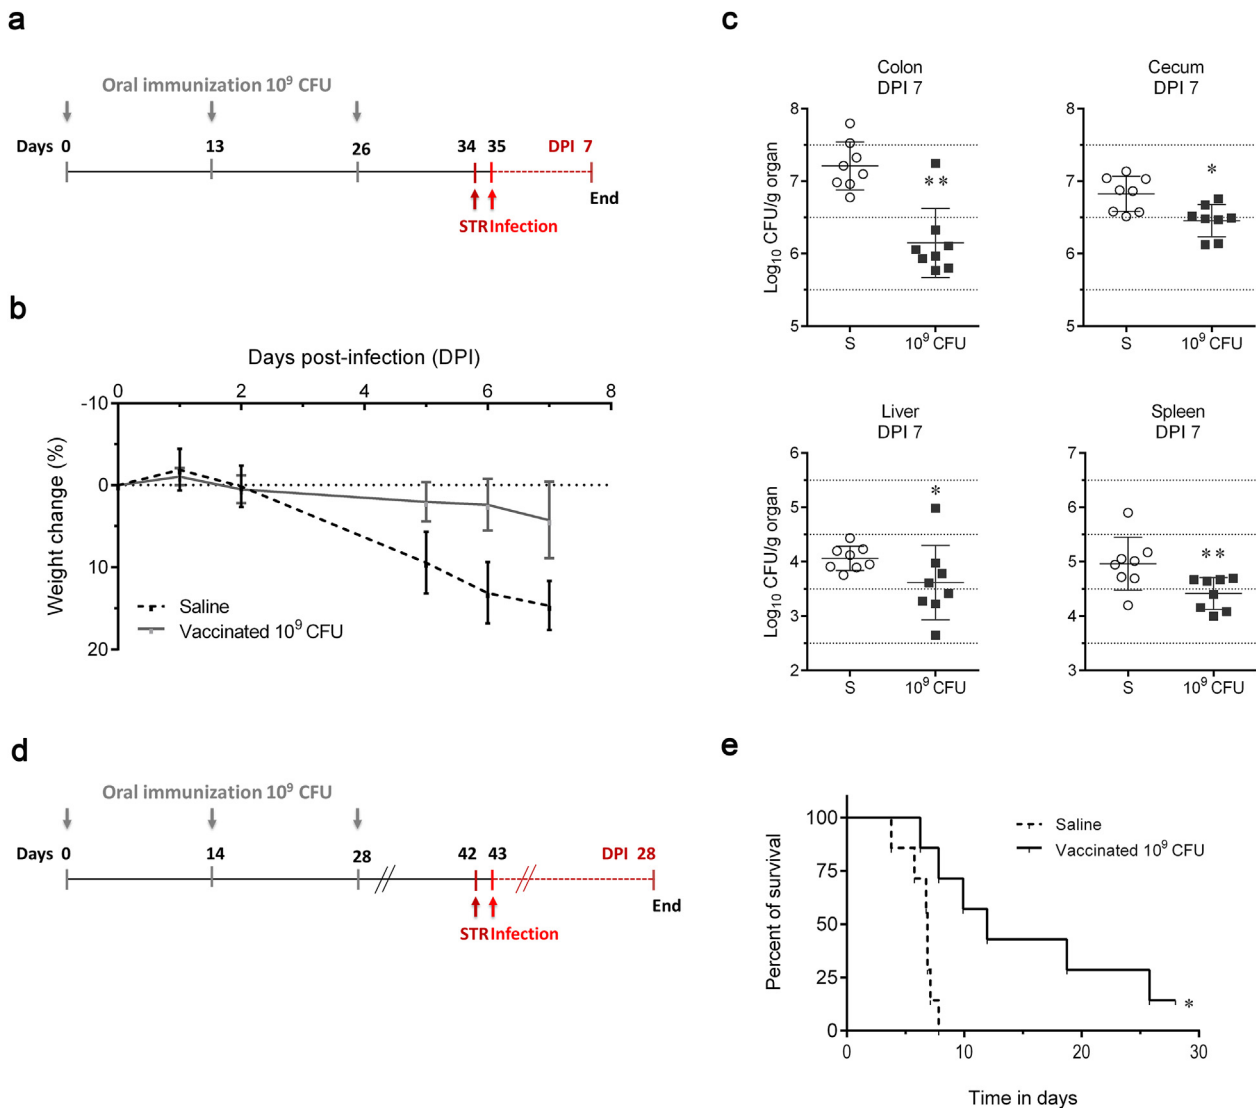 a
Oral immunization 10⁹ CFU
Days 0 13 26 34 35 DPI 7
End
STR Infection
b
Days post-infection (DPI)
0 2 4 6 8
-10
0
10
20
Weight change (%)
Saline
Vaccinated 10⁹ CFU
c
Colon
DPI 7
8
7
6
5
Log₁₀ CFU/g organ
**
S 10⁹ CFU
Cecum
DPI 7
8
7
6
5
*
S 10⁹ CFU
Liver
DPI 7
6
5
4
3
2
Log₁₀ CFU/g organ
*
S 10⁹ CFU
Spleen
DPI 7
7
6
5
4
3
**
S 10⁹ CFU
d
Oral immunization 10⁹ CFU
Days 0 14 28 42 43 DPI 28
End
STR Infection
e
100
75
50
25
0
Percent of survival
Saline
Vaccinated 10⁹ CFU
*
0 10 20 30
Time in days